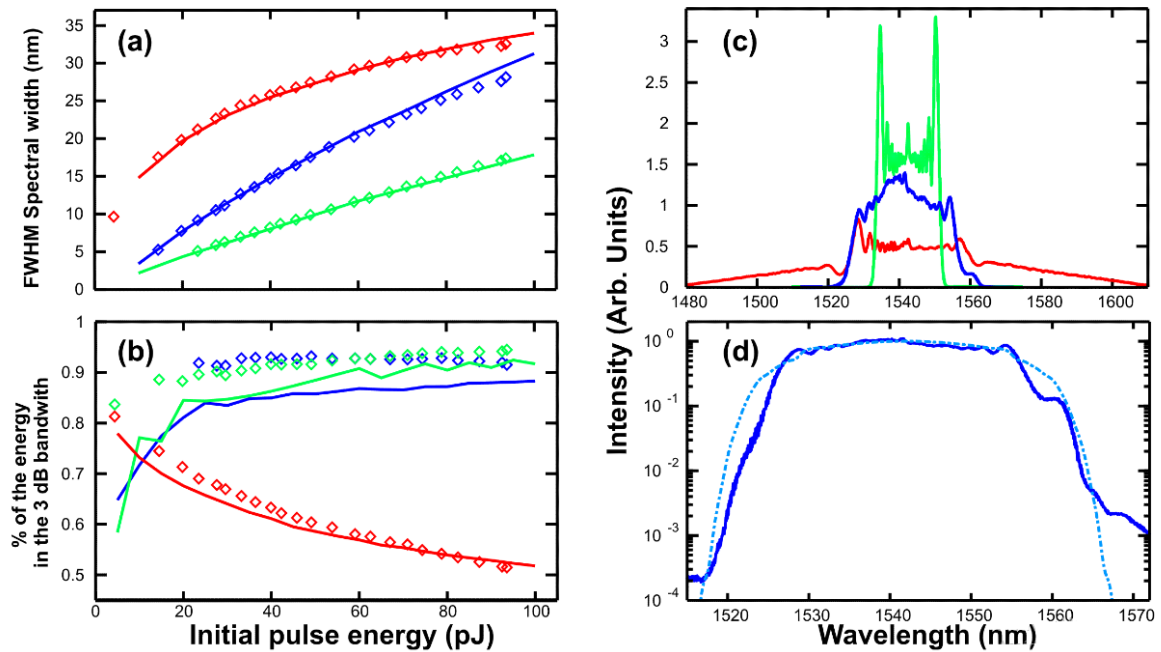 (a)
FWHM Spectral width (nm)
35
30
25
20
15
10
5
0
(b)
% of the energy
in the 3 dB bandwith
1
0.9
0.8
0.7
0.6
0.5
0 20 40 60 80 100
Initial pulse energy (pJ)
(c)
3
2.5
2
1.5
1
0.5
0
1480 1500 1520 1540 1560 1580 1600
Intensity (Arb. Units)
(d)
10 0
10 -1
10 -2
10 -3
10 -4
1520 1530 1540 1550 1560 1570
Wavelength (nm)